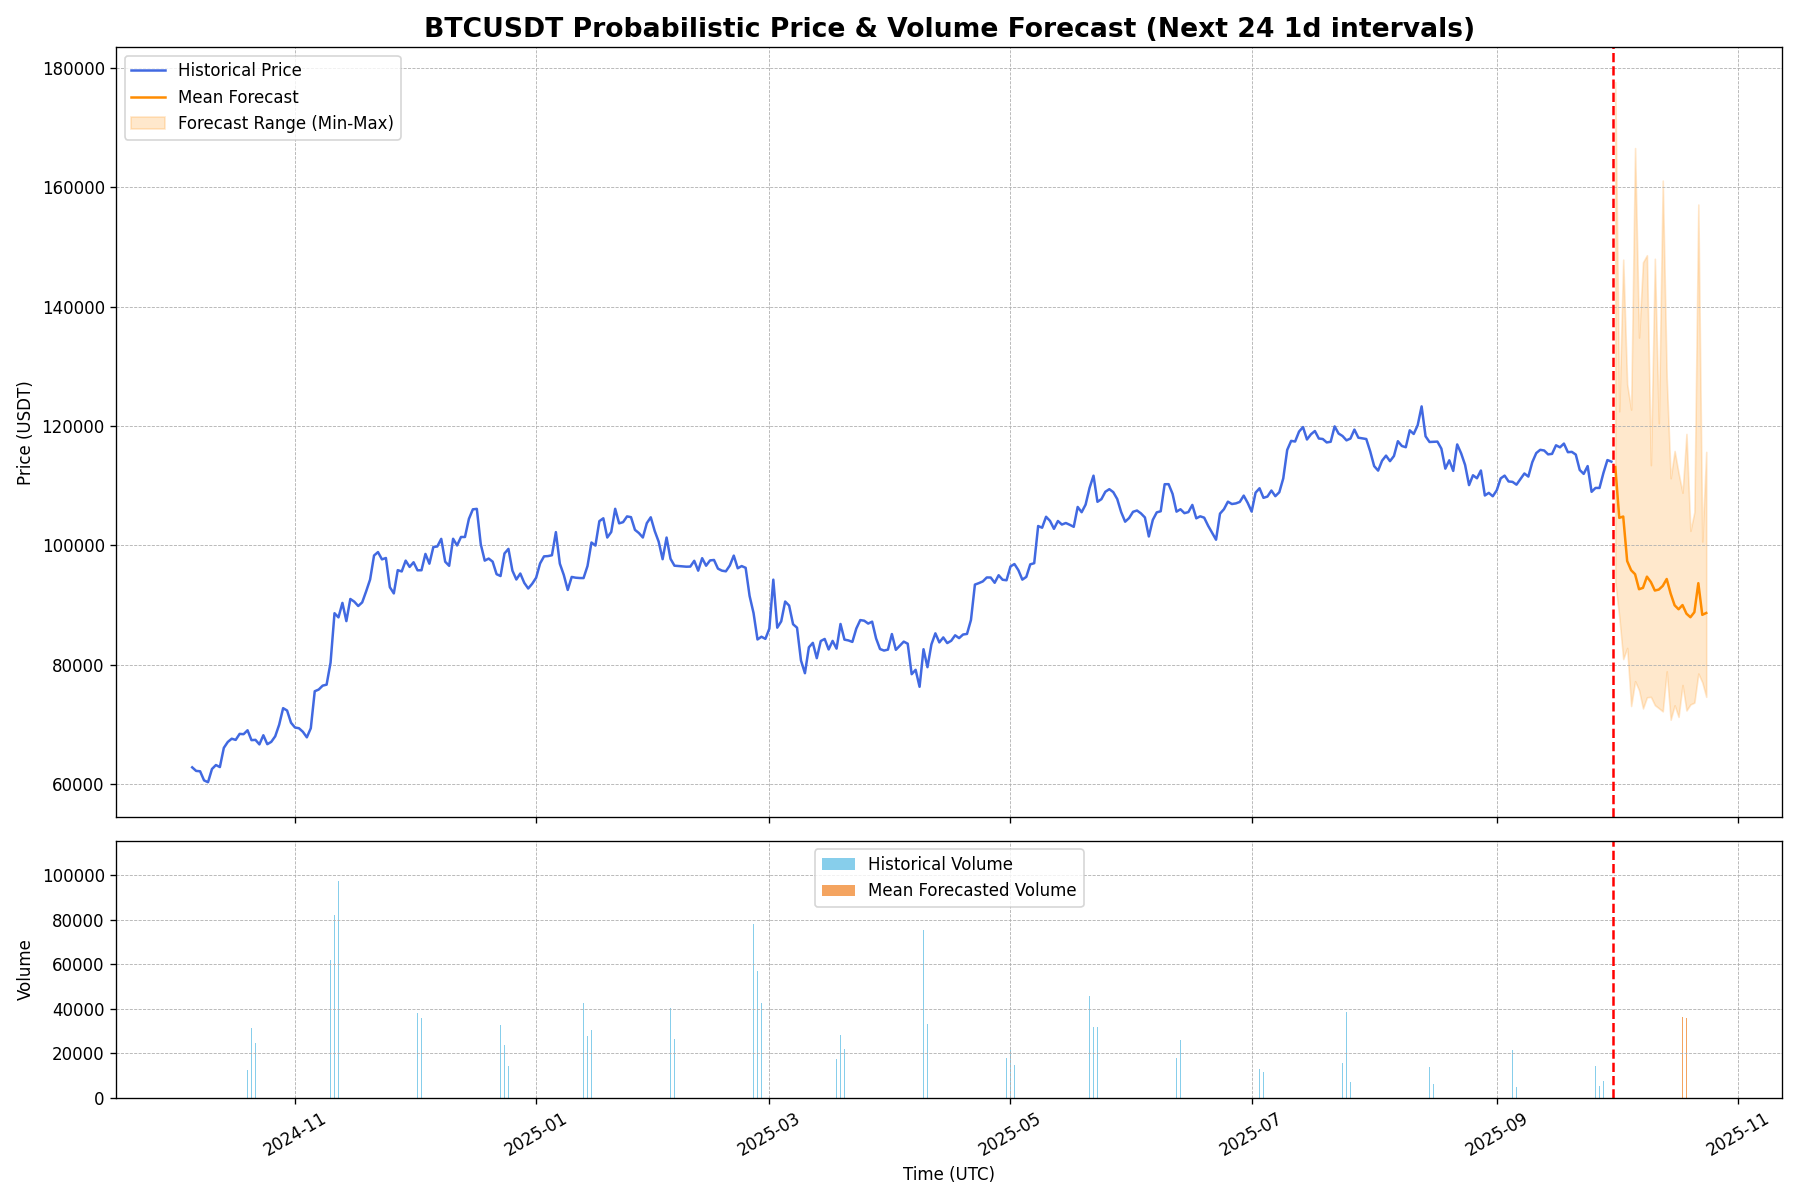 BTCUSDT Probabilistic Price & Volume Forecast (Next 24 1d intervals)
Historical Price
Mean Forecast
Forecast Range (Min-Max)
Price (USDT)
180000
160000
140000
120000
100000
80000
60000
Historical Volume
Mean Forecasted Volume
Volume
100000
80000
60000
40000
20000
0
2024-11
2025-01
2025-03
2025-05
2025-07
2025-09
2025-11
Time (UTC)